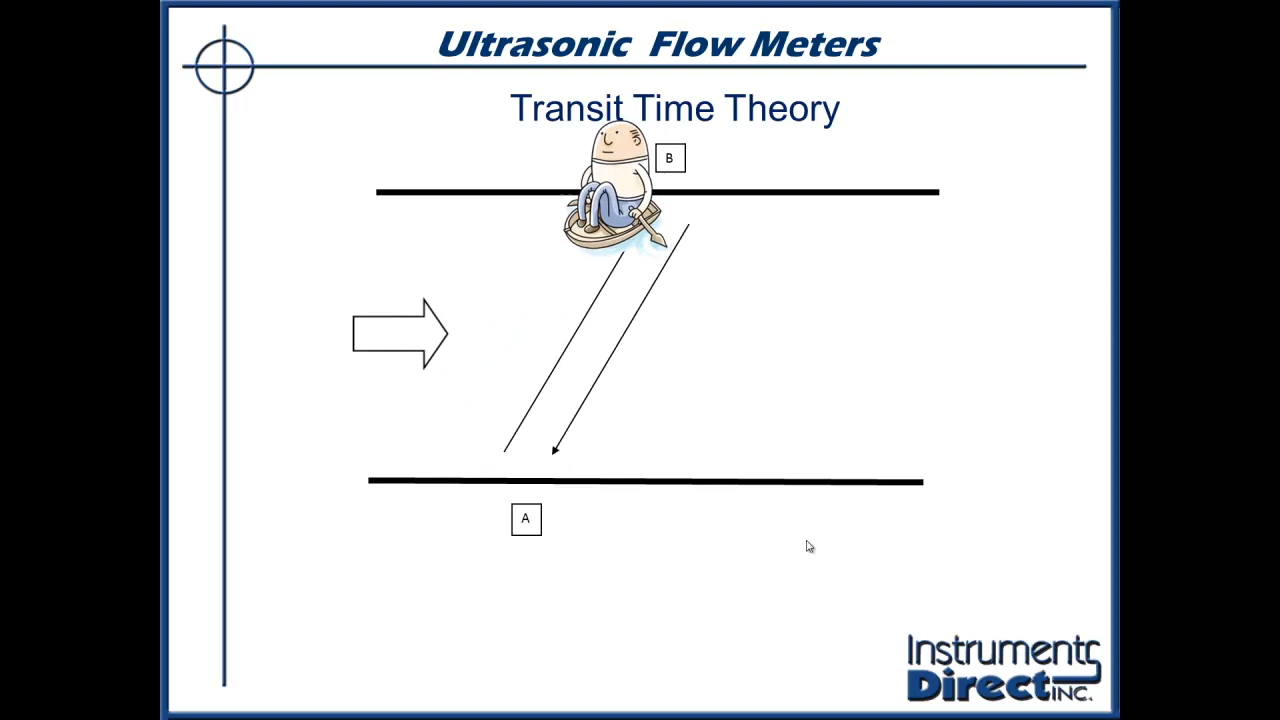 Ultrasonic Flow Meters
Transit Time Theory
B
A
Instruments
Direct INC.